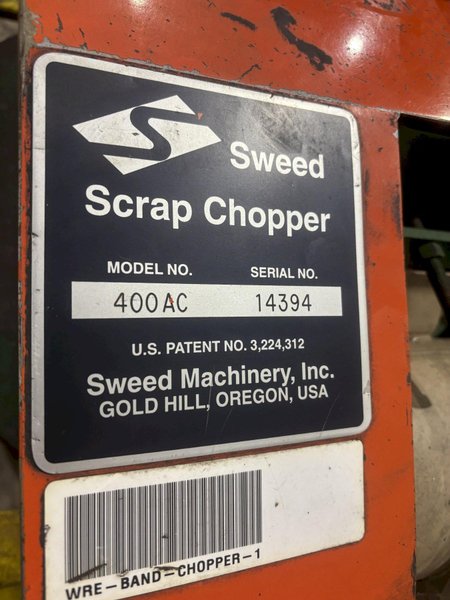 Sweed
Scrap Chopper
MODEL NO. SERIAL NO.
400AC 14394
U.S. PATENT NO. 3,224,312
Sweed Machinery, Inc.
GOLD HILL, OREGON, USA
WRE-BAND-CHOPPER-1